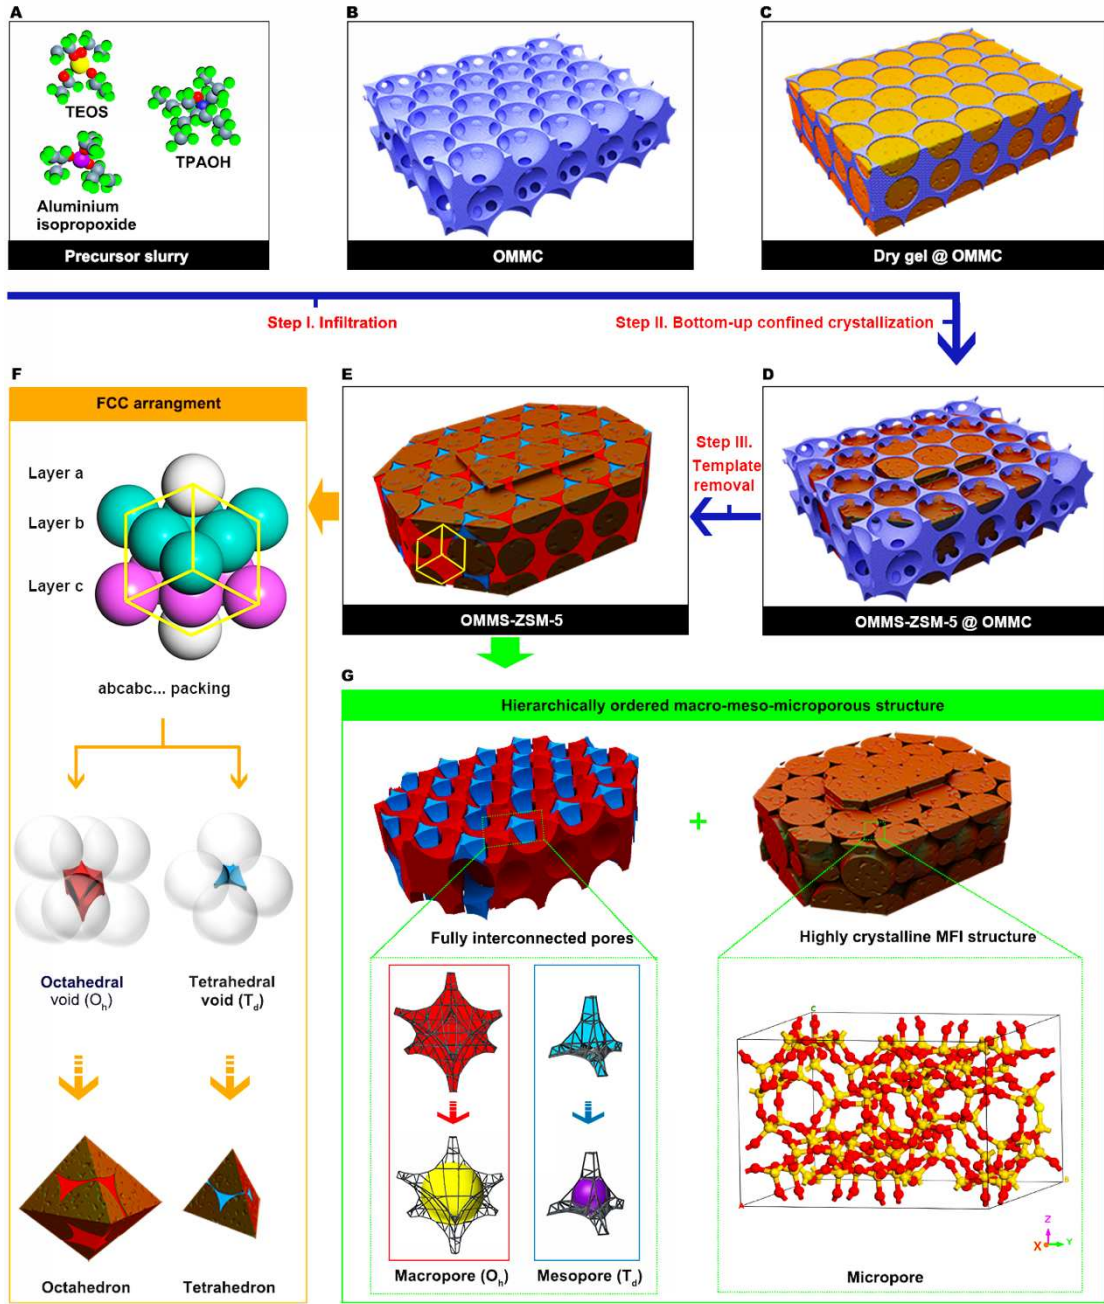 A
TEOS
TPAOH
Aluminium
isopropoxide
Precursor slurry
B
OMMC
C
Dry gel @ OMMC
Step I. Infiltration
Step II. Bottom-up confined crystallization
D
OMMS-ZSM-5 @ OMMC
Step III.
Template
removal
E
OMMS-ZSM-5
F
FCC arrangment
Layer a
Layer b
Layer c
abcabc... packing
Octahedral
void (Oh)
Tetrahedral
void (Td)
Octahedron
Tetrahedron
G
Hierarchically ordered macro-meso-microporous structure
+
Fully interconnected pores
Highly crystalline MFI structure
Macropore (Oh)
Mesopore (Td)
C
A
B
Z
X
Y
Micropore